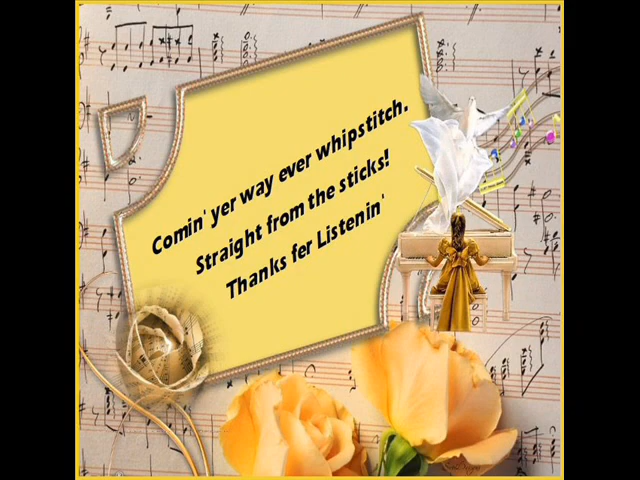 Comin' yer way ever whipstitch.
Straight from the sticks!
Thanks fer Listenin'